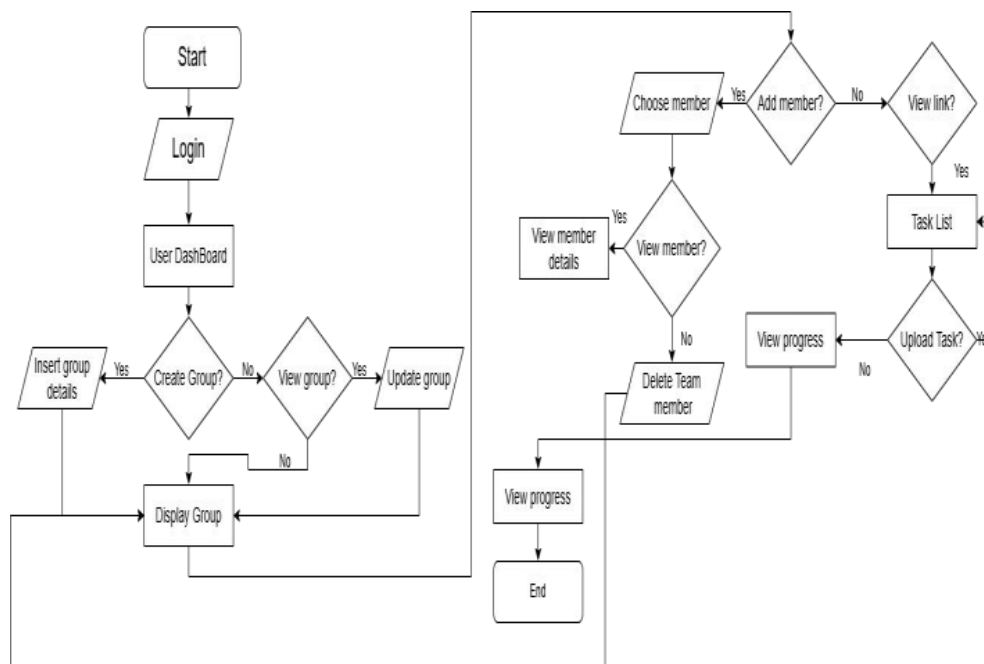 Start
Login
User DashBoard
Create Group?
Yes
No
Insert group
details
View group?
Yes
No
Update group
Display Group
Add member?
Yes
No
Choose member
View member?
Yes
No
View member
details
Delete Team
member
View link?
Yes
Task List
Upload Task?
No
View progress
View progress
End